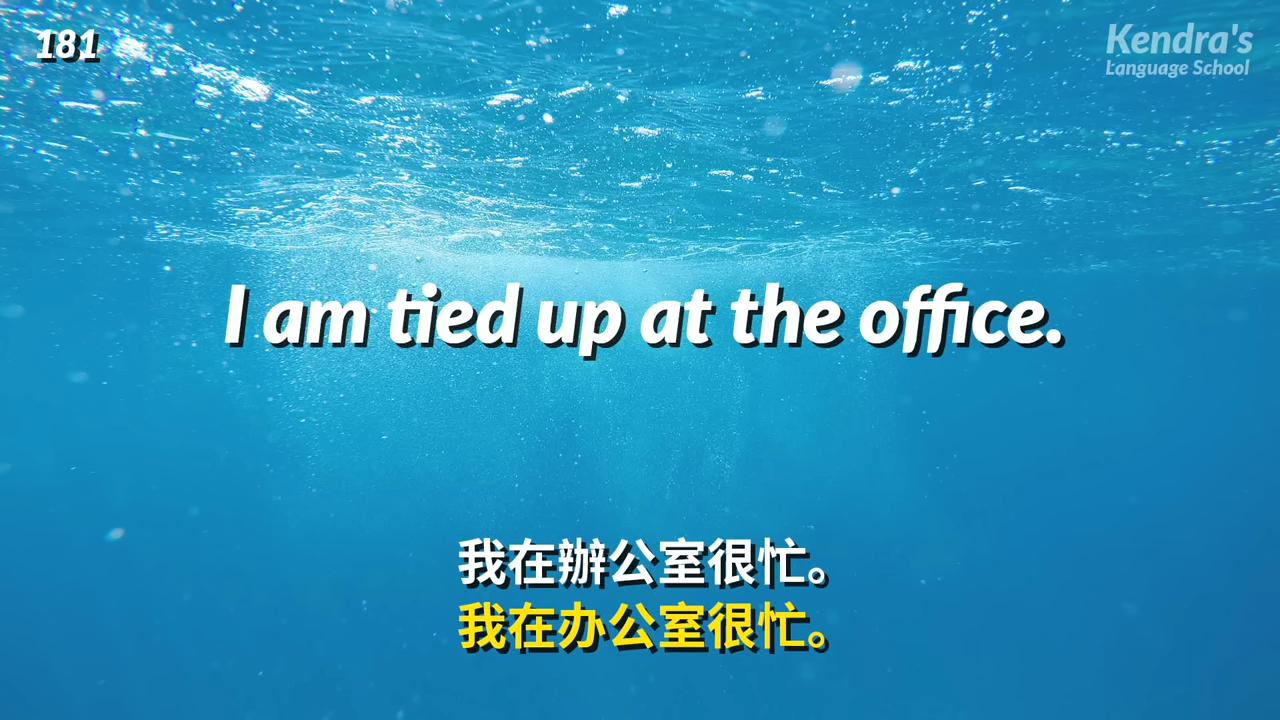 181
Kendra's
Language School
I am tied up at the office.
我在辦公室很忙。
我在办公室很忙。